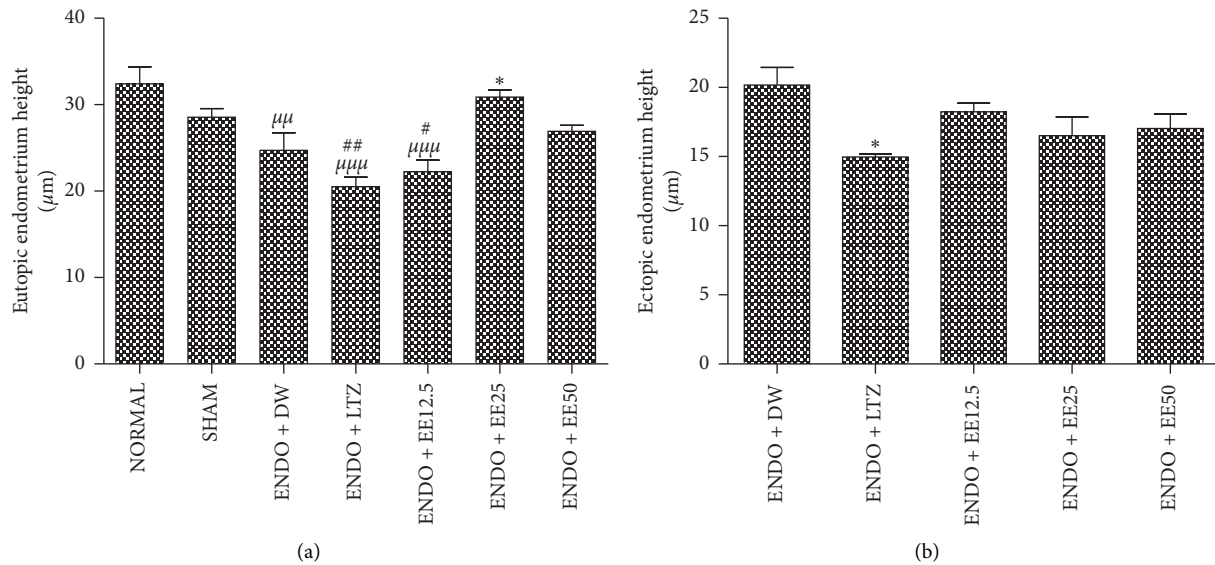 Eutopic endometrium height
(μm)
40
30
20
10
0
μμ
##
μμμ
#
μμμ
*
NORMAL
SHAM
ENDO + DW
ENDO + LTZ
ENDO + EE12.5
ENDO + EE25
ENDO + EE50
(a)
Ectopic endometrium height
(μm)
25
20
15
10
5
0
*
ENDO + DW
ENDO + LTZ
ENDO + EE12.5
ENDO + EE25
ENDO + EE50
(b)